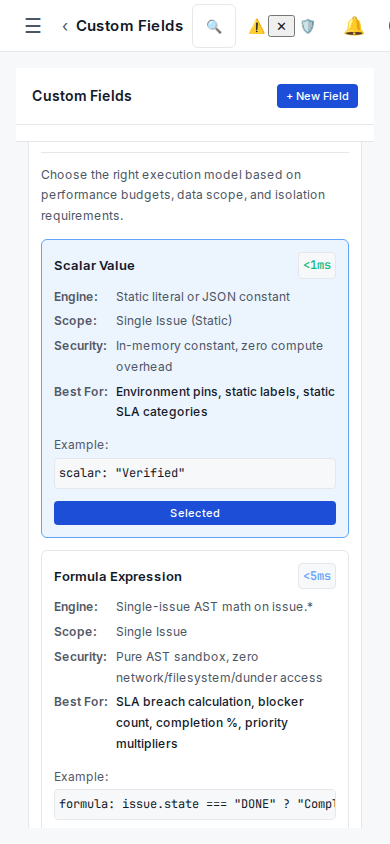 Custom Fields
Custom Fields
+ New Field
Choose the right execution model based on
performance budgets, data scope, and isolation
requirements.
Scalar Value
<1ms
Engine: Static literal or JSON constant
Scope: Single Issue (Static)
Security: In-memory constant, zero compute
overhead
Best For: Environment pins, static labels, static
SLA categories
Example:
scalar: "Verified"
Selected
Formula Expression
<5ms
Engine: Single-issue AST math on issue.*
Scope: Single Issue
Security: Pure AST sandbox, zero
network/filesystem/dunder access
Best For: SLA breach calculation, blocker
count, completion %, priority
multipliers
Example:
formula: issue.state === "DONE" ? "Compl